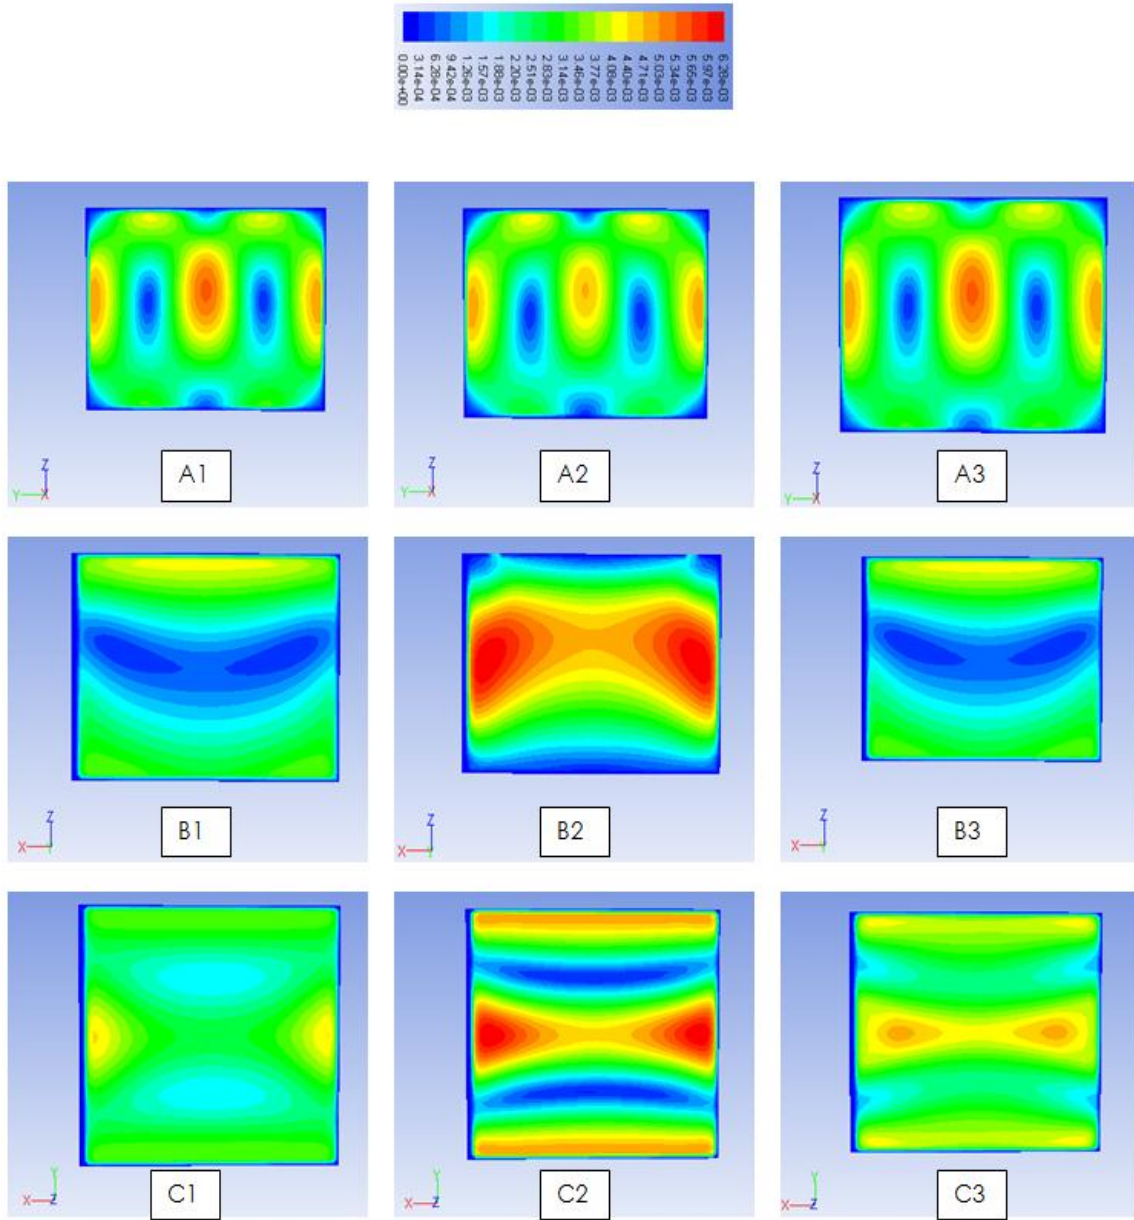 0.00e+00
3.14e-04
6.28e-04
9.42e-04
1.26e-03
1.57e-03
1.88e-03
2.20e-03
2.51e-03
2.83e-03
3.14e-03
3.46e-03
3.77e-03
4.08e-03
4.40e-03
4.71e-03
5.03e-03
5.34e-03
5.65e-03
5.97e-03
6.28e-03
Z
Y X
A1
Z
Y X
A2
Z
Y X
A3
Z
X Y
B1
Z
X Y
B2
Z
X Y
B3
Y
X Z
C1
Y
X Z
C2
Y
X Z
C3